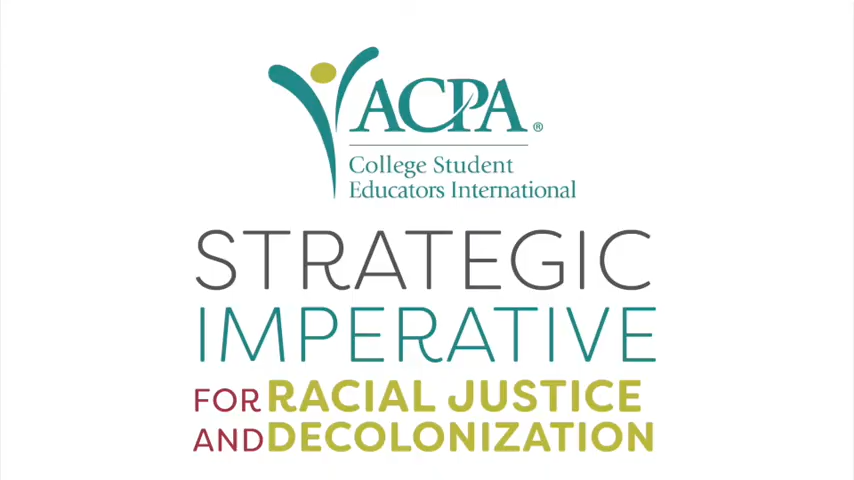 ACPA®
College Student
Educators International
STRATEGIC
IMPERATIVE
FOR RACIAL JUSTICE
AND DECOLONIZATION